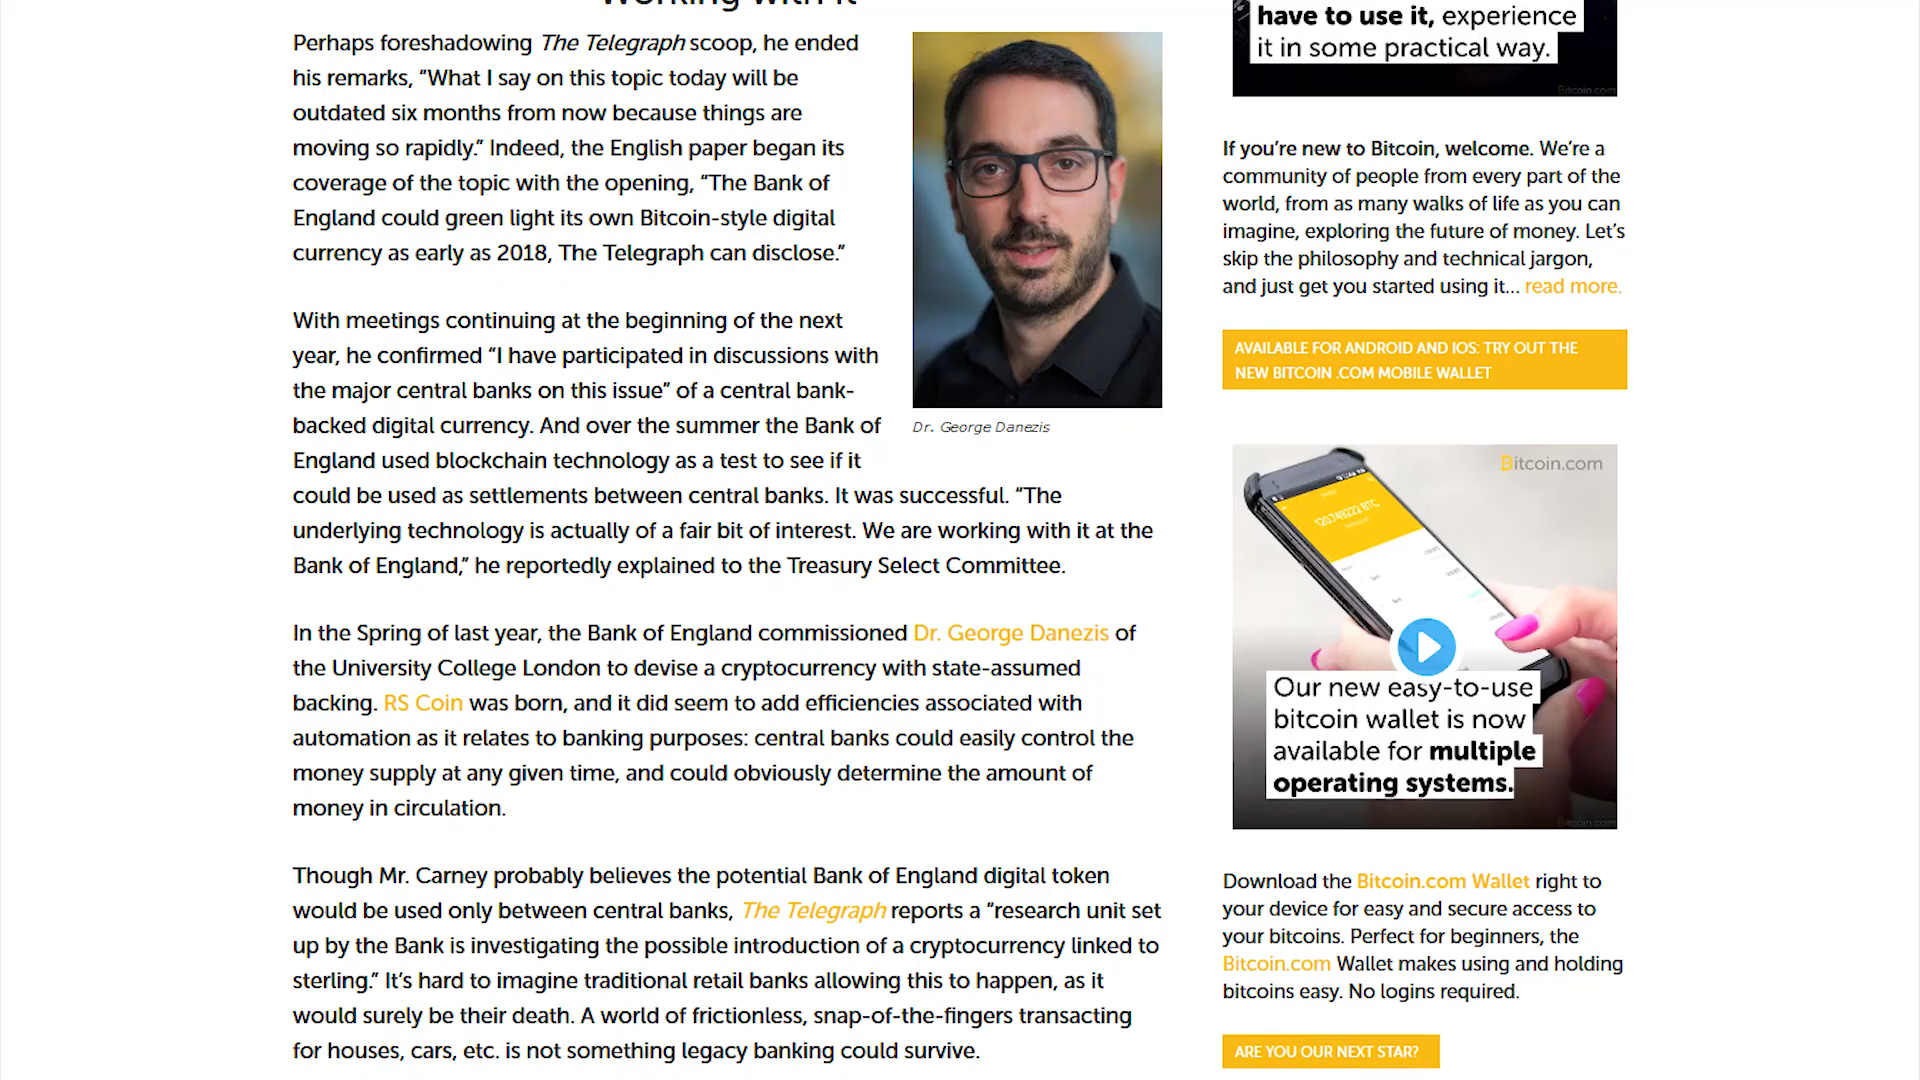 Working with it
Perhaps foreshadowing The Telegraph scoop, he ended
his remarks, “What I say on this topic today will be
outdated six months from now because things are
moving so rapidly.” Indeed, the English paper began its
coverage of the topic with the opening, “The Bank of
England could green light its own Bitcoin-style digital
currency as early as 2018, The Telegraph can disclose.”
With meetings continuing at the beginning of the next
year, he confirmed “I have participated in discussions with
the major central banks on this issue” of a central bank-
backed digital currency. And over the summer the Bank of
England used blockchain technology as a test to see if it
could be used as settlements between central banks. It was successful. “The
underlying technology is actually of a fair bit of interest. We are working with it at the
Bank of England,” he reportedly explained to the Treasury Select Committee.
Dr. George Danezis
In the Spring of last year, the Bank of England commissioned Dr. George Danezis of
the University College London to devise a cryptocurrency with state-assumed
backing. RS Coin was born, and it did seem to add efficiencies associated with
automation as it relates to banking purposes: central banks could easily control the
money supply at any given time, and could obviously determine the amount of
money in circulation.
Though Mr. Carney probably believes the potential Bank of England digital token
would be used only between central banks, The Telegraph reports a “research unit set
up by the Bank is investigating the possible introduction of a cryptocurrency linked to
sterling.” It’s hard to imagine traditional retail banks allowing this to happen, as it
would surely be their death. A world of frictionless, snap-of-the-fingers transacting
for houses, cars, etc. is not something legacy banking could survive.
have to use it, experience
it in some practical way.
Bitcoin.com
If you’re new to Bitcoin, welcome. We’re a
community of people from every part of the
world, from as many walks of life as you can
imagine, exploring the future of money. Let’s
skip the philosophy and technical jargon,
and just get you started using it... read more.
AVAILABLE FOR ANDROID AND IOS: TRY OUT THE
NEW BITCOIN .COM MOBILE WALLET
Bitcoin.com
Our new easy-to-use
bitcoin wallet is now
available for multiple
operating systems.
Bitcoin.com
Download the Bitcoin.com Wallet right to
your device for easy and secure access to
your bitcoins. Perfect for beginners, the
Bitcoin.com Wallet makes using and holding
bitcoins easy. No logins required.
ARE YOU OUR NEXT STAR?